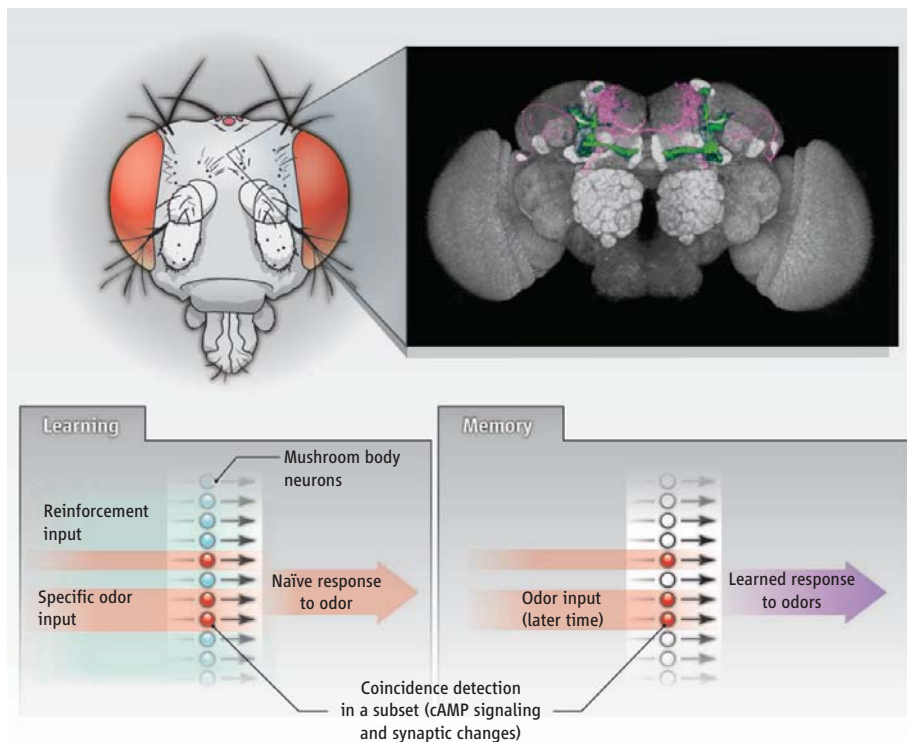 Learning
Mushroom body
neurons
Reinforcement
input
Specific odor
input
Naïve response
to odor
Memory
Odor input
(later time)
Learned response
to odors
Coincidence detection
in a subset (cAMP signaling
and synaptic changes)